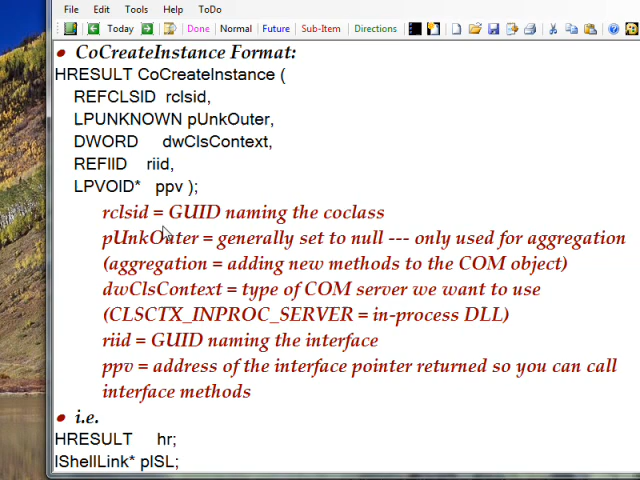 File Edit Tools Help ToDo
Today Done Normal Future Sub-Item Directions
CoCreateInstance Format:
HRESULT CoCreateInstance (
REFCLSID rclsid,
LPUNKNOWN pUnkOuter,
DWORD dwClsContext,
REFIID riid,
LPVOID* ppv );
rclsid = GUID naming the coclass
pUnkOuter = generally set to null --- only used for aggregation
(aggregation = adding new methods to the COM object)
dwClsContext = type of COM server we want to use
(CLSCTX_INPROC_SERVER = in-process DLL)
riid = GUID naming the interface
ppv = address of the interface pointer returned so you can call
interface methods
i.e.
HRESULT hr;
IShellLink* pISL;